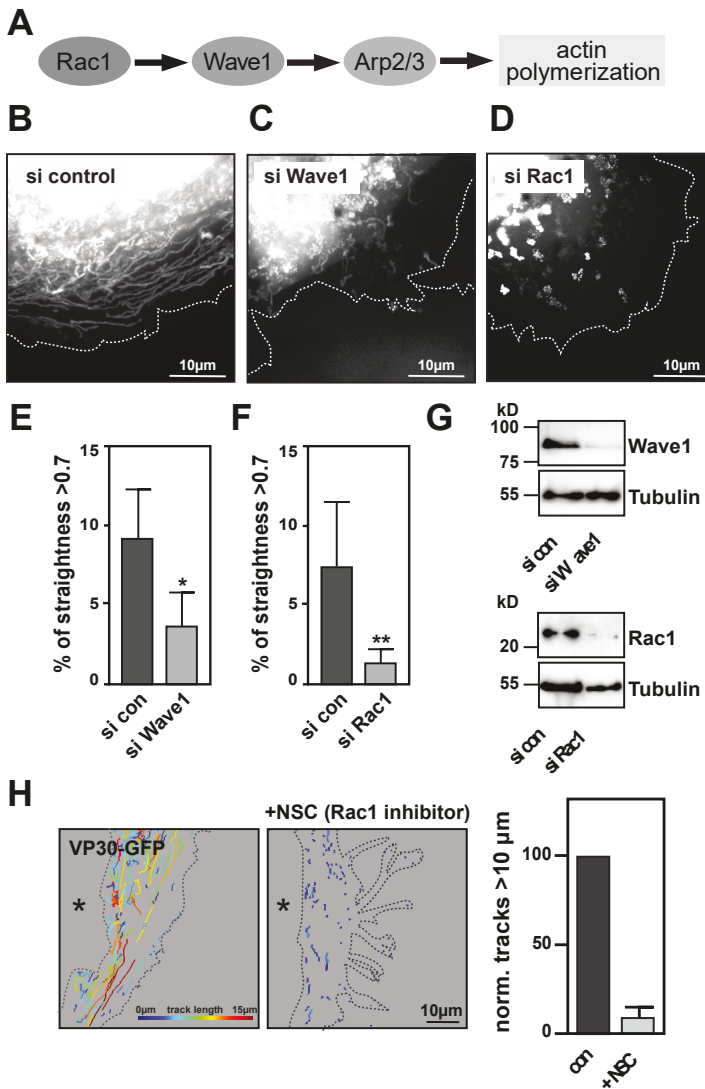 A
Rac1
Wave1
Arp2/3
actin
polymerization
B
C
D
si control
si Wave1
si Rac1
10µm
10µm
10µm
E
F
G
% of straightness >0.7
15
10
5
0
*
si con
si Wave1
% of straightness >0.7
15
10
5
0
**
si con
si Rac1
kD
100
75
55
Wave1
Tubulin
si con
si Wave1
kD
20
55
Rac1
Tubulin
si con
si Rac1
H
+NSC (Rac1 inhibitor)
VP30-GFP
*
0µm track length 15µm
*
10µm
norm. tracks >10 µm
100
50
0
con
+NSC